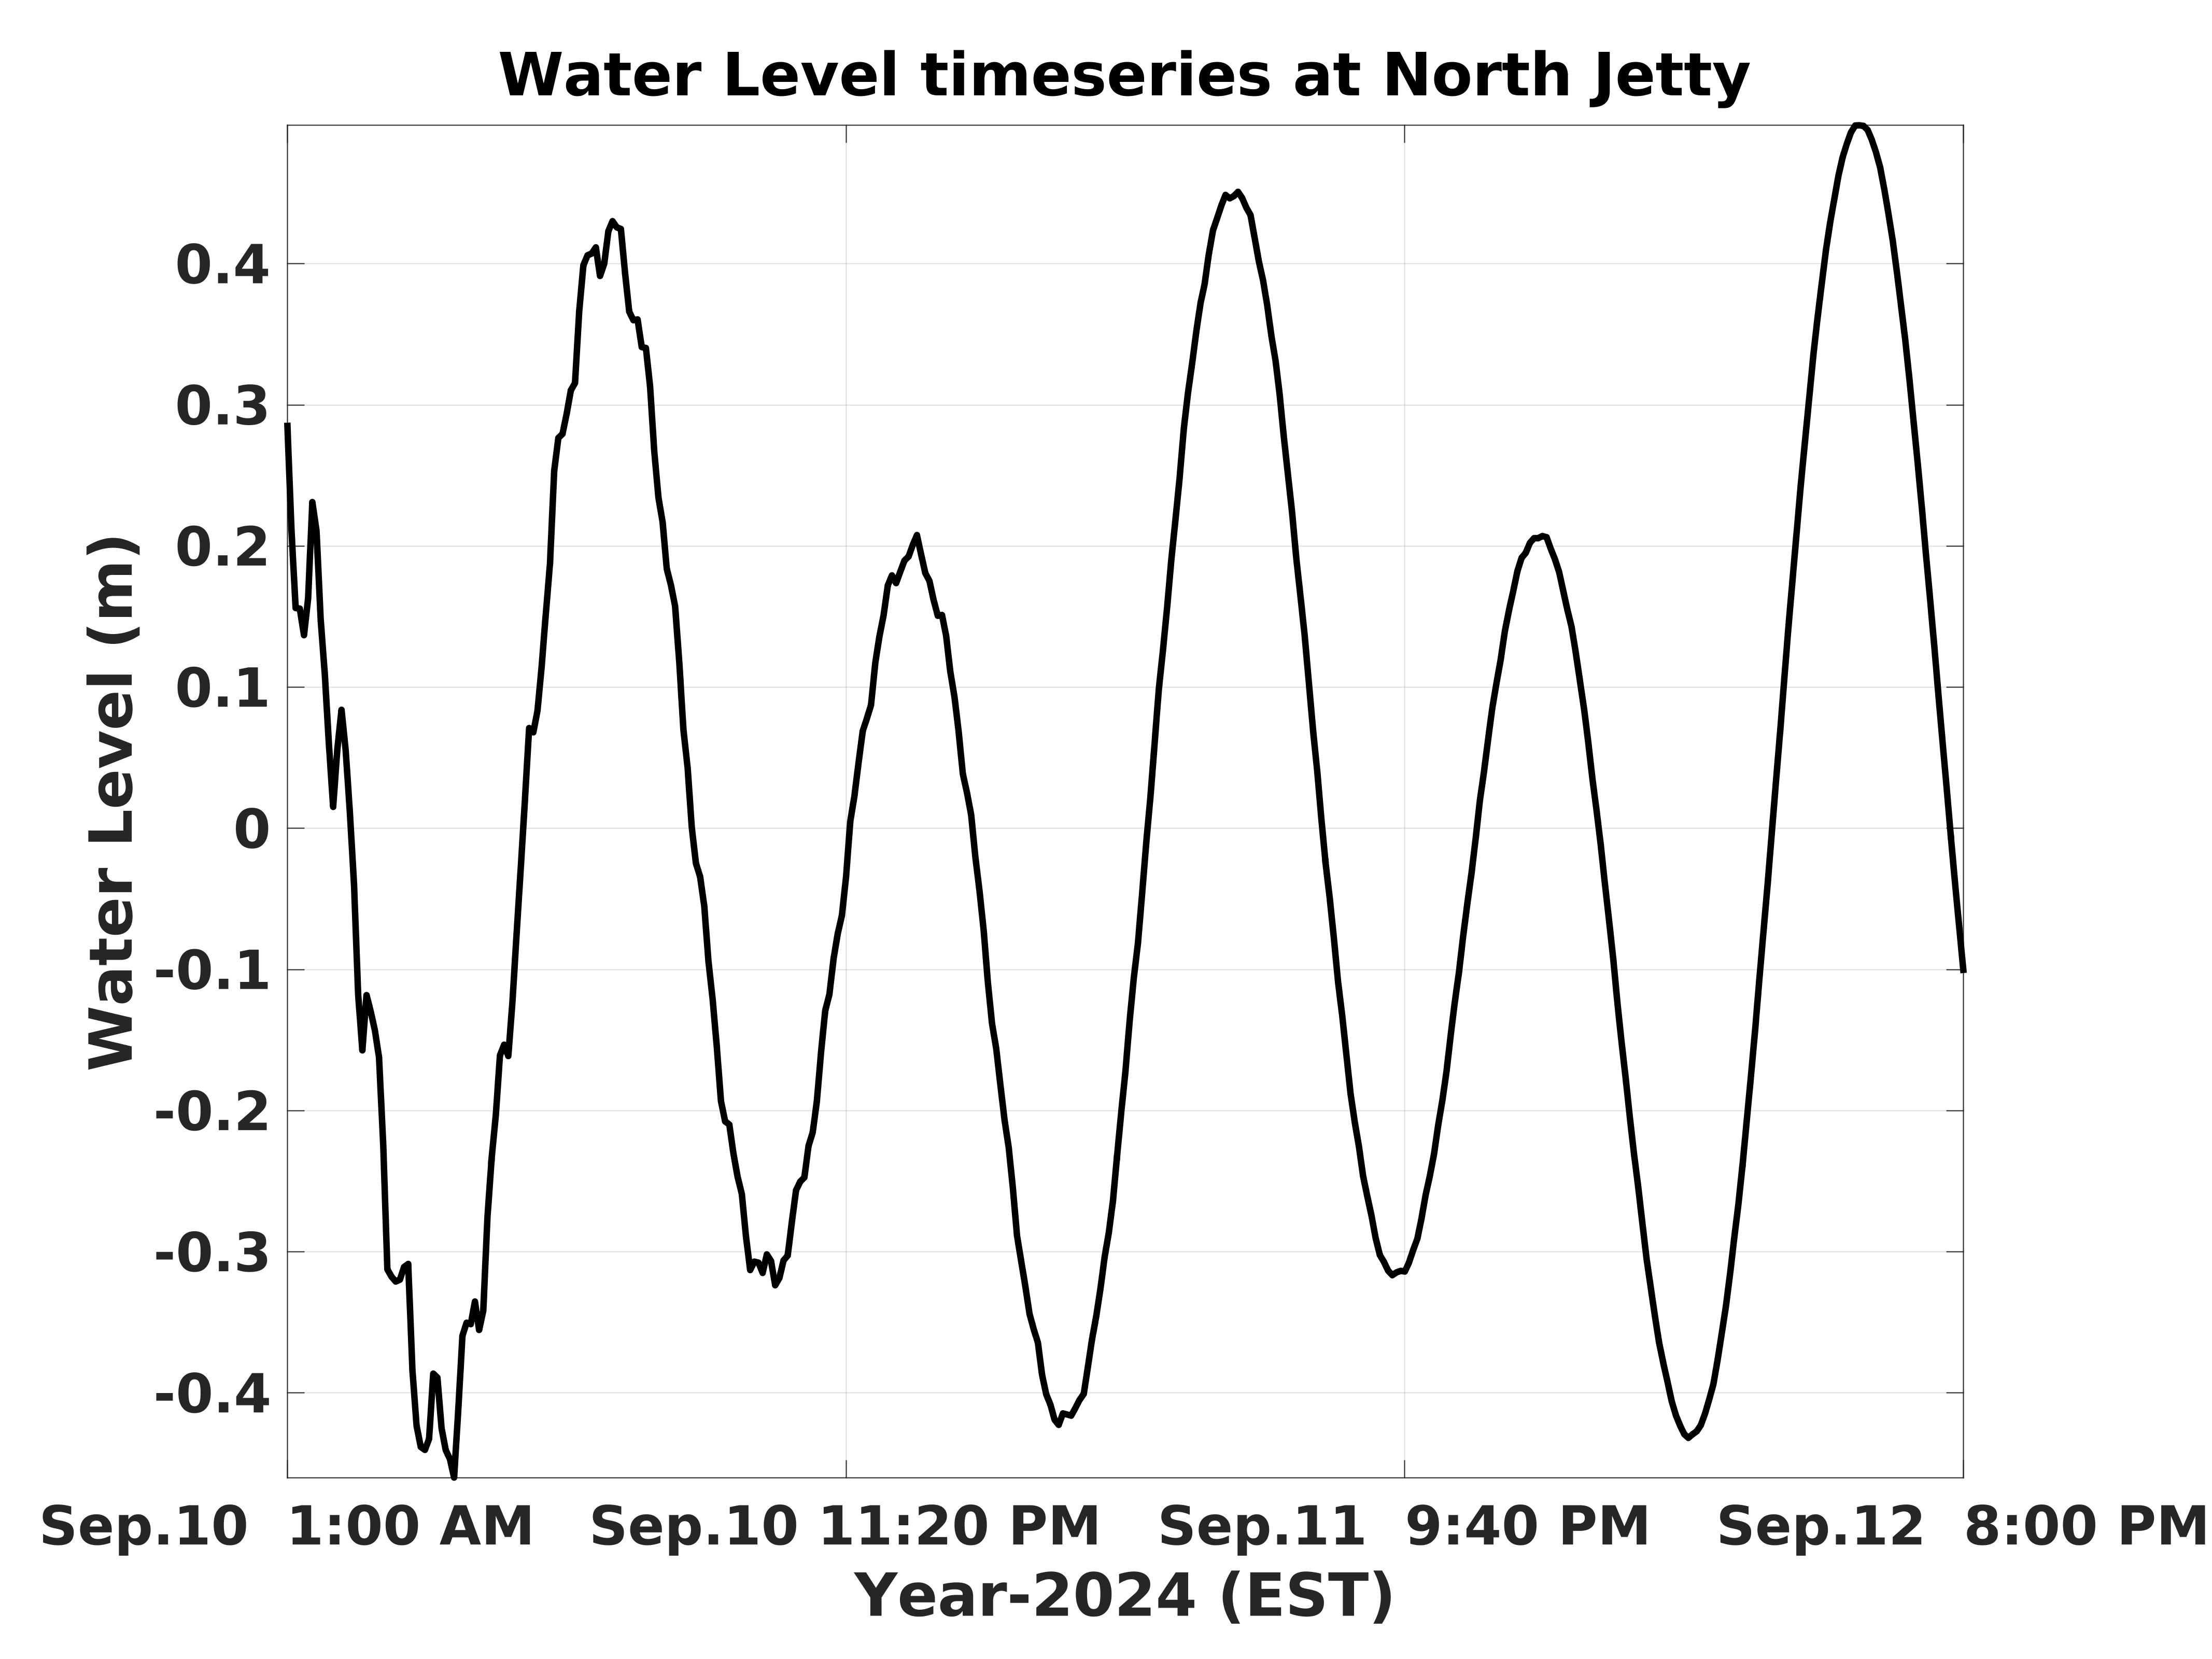 Water Level timeseries at North Jetty
Water Level (m)
0.4
0.3
0.2
0.1
0
-0.1
-0.2
-0.3
-0.4
Sep.10  1:00 AM
Sep.10 11:20 PM
Sep.11  9:40 PM
Sep.12  8:00 PM
Year-2024 (EST)